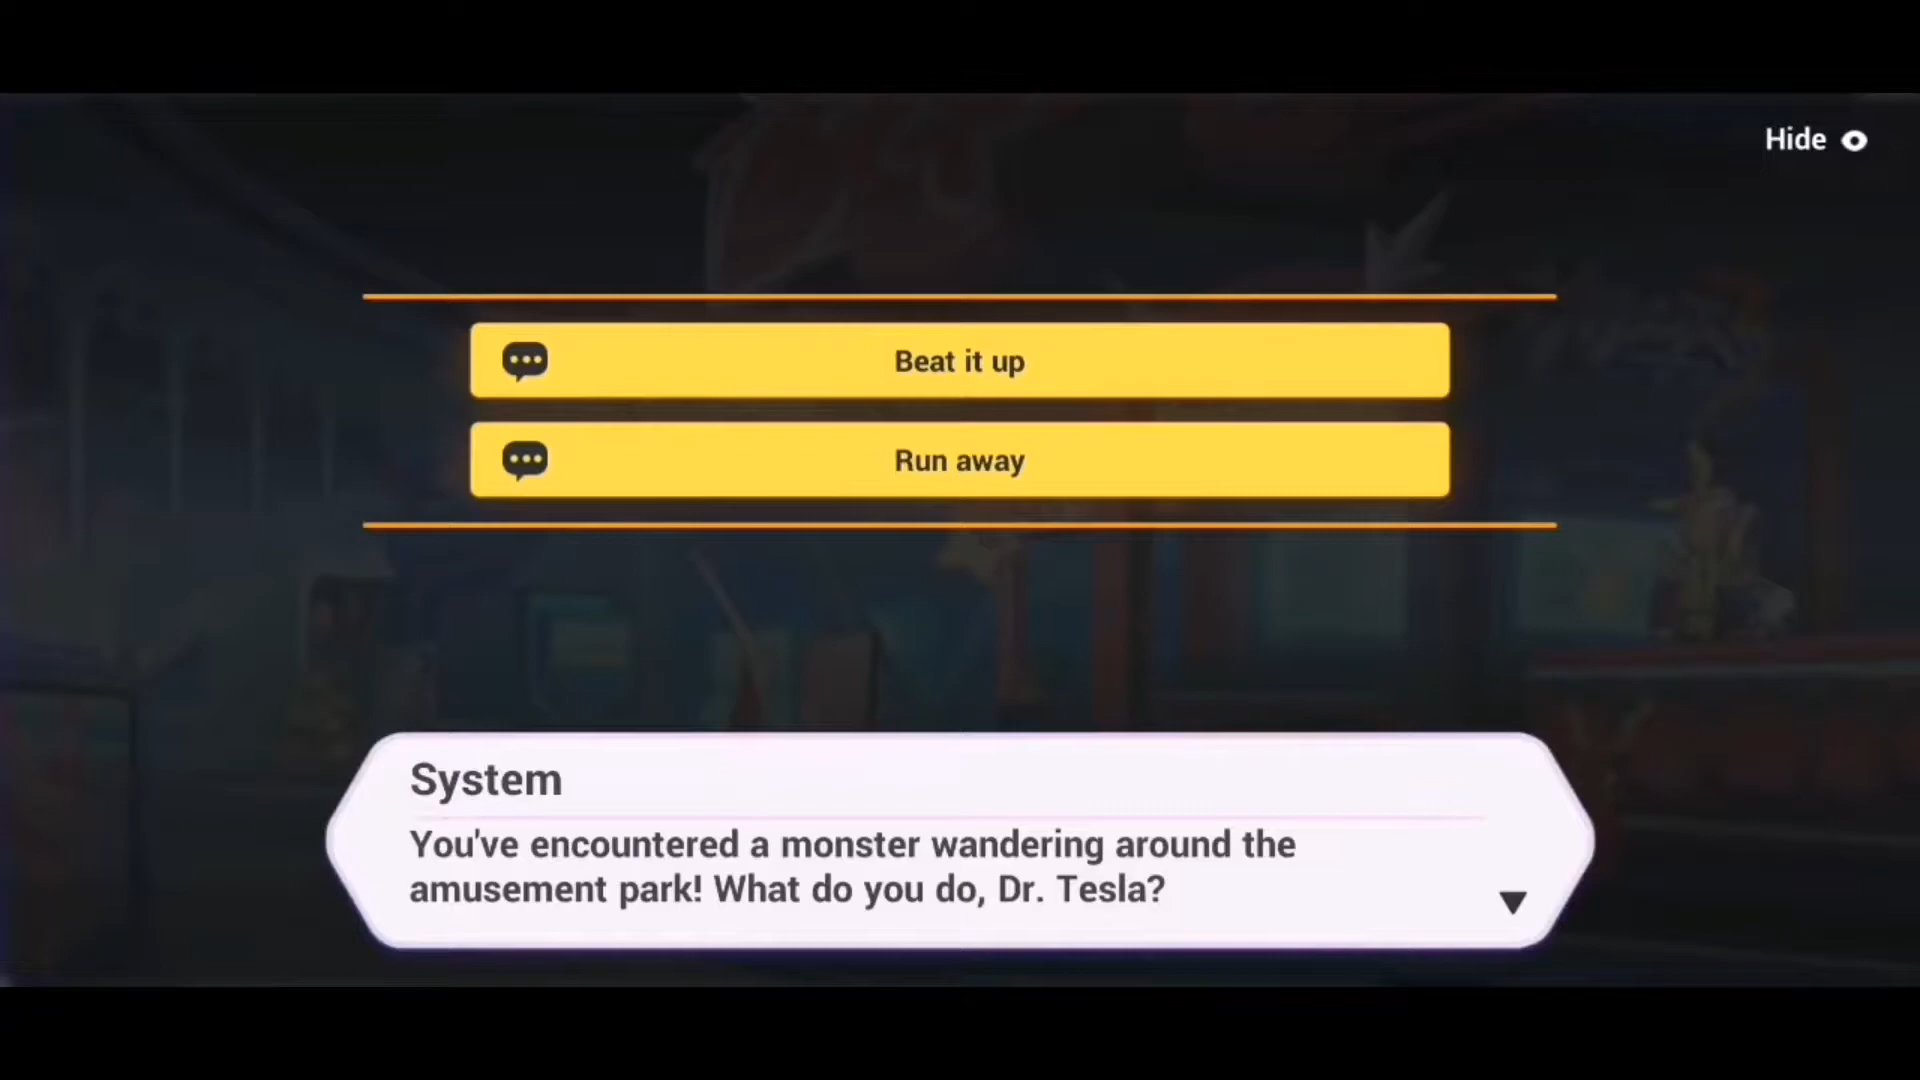 Hide
Beat it up
Run away
System
You've encountered a monster wandering around the
amusement park! What do you do, Dr. Tesla?